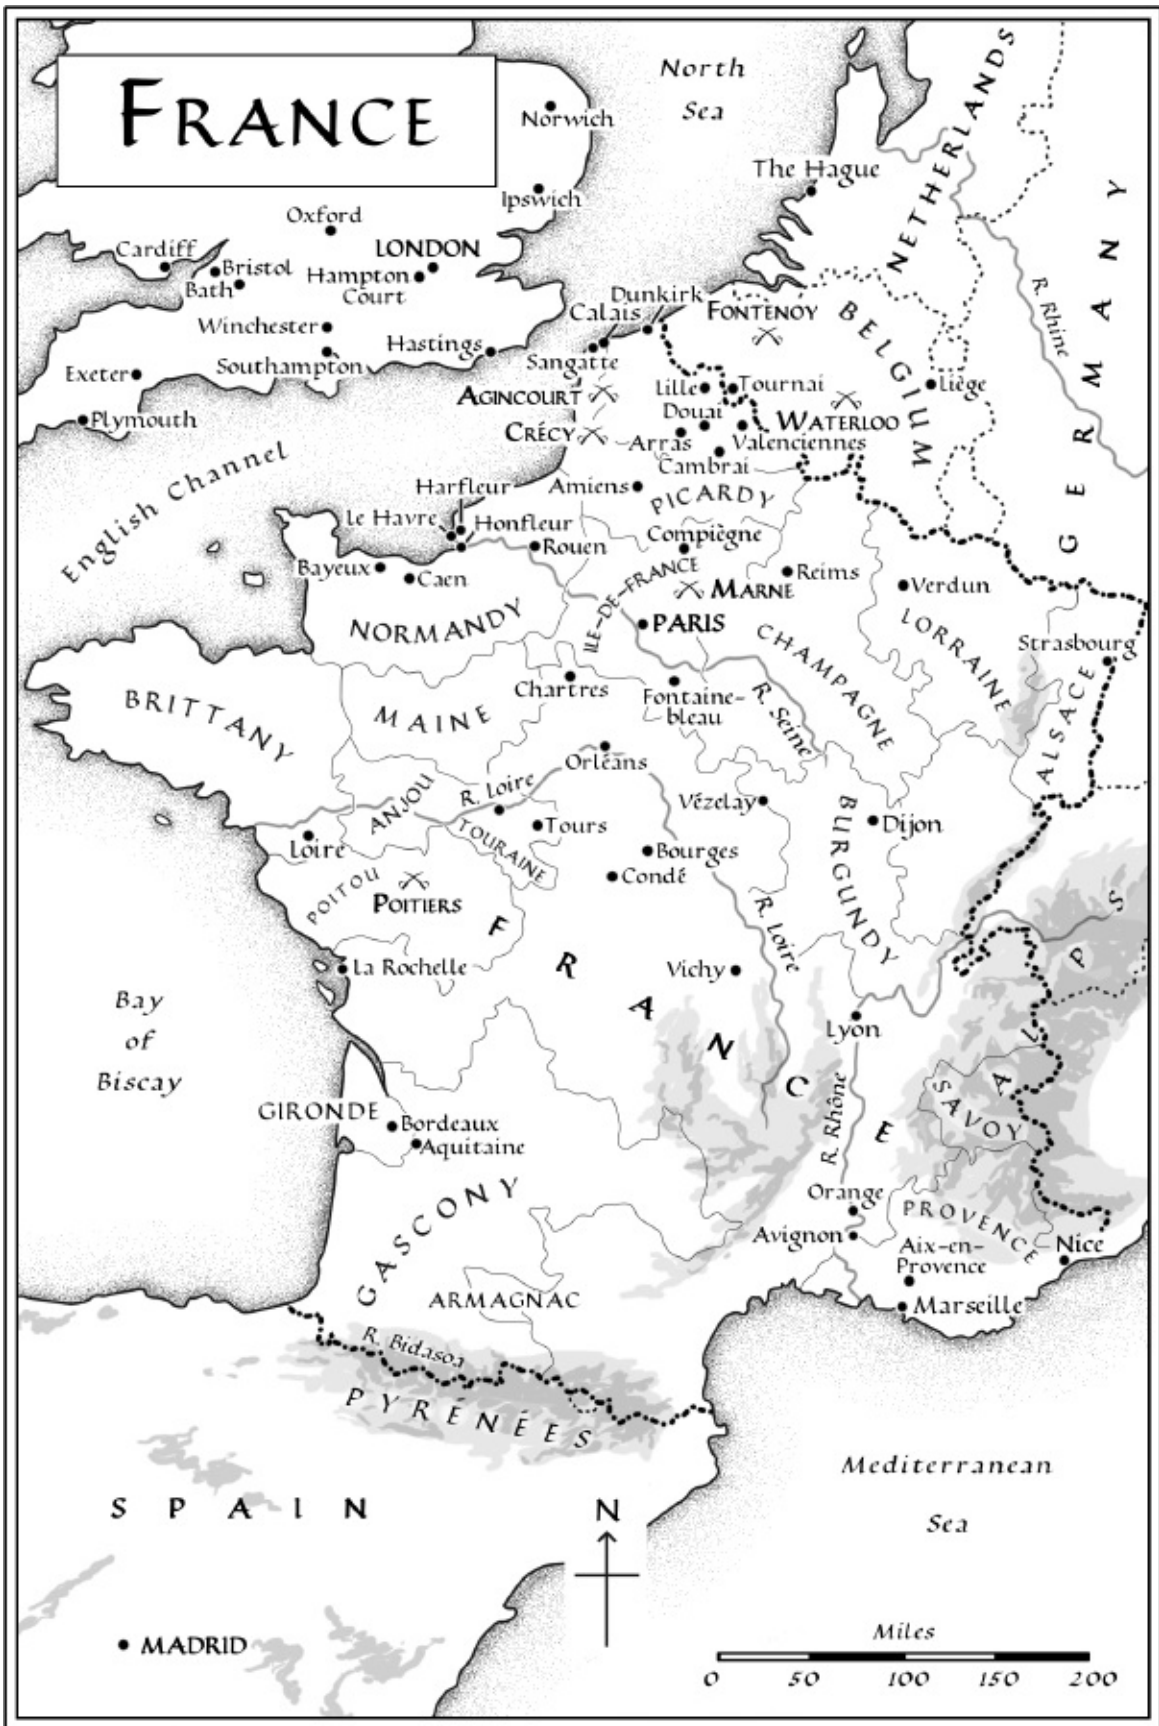 FRANCE
North
Sea
Norwich
Ipswich
The Hague
NETHERLANDS
GERMANY
R. Rhine
Oxford
LONDON
Cardiff
Bristol
Bath
Hampton
Court
Winchester
Southampton
Hastings
Exeter
Plymouth
English Channel
Dunkirk
Calais
Sangatte
FONTENOY
BELGIUM
Liège
AGINCOURT
Lille
Tournai
Douai
WATERLOO
CRÉCY
Arras
Valenciennes
Cambrai
Harfleur
Amiens
PICARDY
Le Havre
Honfleur
Rouen
Compiègne
Bayeux
Caen
ILE-DE-FRANCE
MARNE
Reims
Verdun
NORMANDY
PARIS
CHAMPAGNE
LORRAINE
Strasbourg
ALSACE
BRITTANY
MAINE
Chartres
Fontaine-
bleau
R. Seine
Orléans
ANJOU
R. Loire
Vézelay
Loire
TOURAINE
Tours
BURGUNDY
Dijon
Bourges
Condé
POITOU
POITIERS
R. Loire
FRANCE
La Rochelle
Vichy
ALPS
Bay
of
Biscay
Lyon
GIRONDE
Bordeaux
Aquitaine
R. Rhône
SAVOY
GASCONY
Orange
PROVENCE
Avignon
Aix-en-
Provence
Nice
ARMAGNAC
Marseille
R. Bidasoa
PYRÉNÉES
Mediterranean
Sea
SPAIN
N
MADRID
Miles
0 50 100 150 200